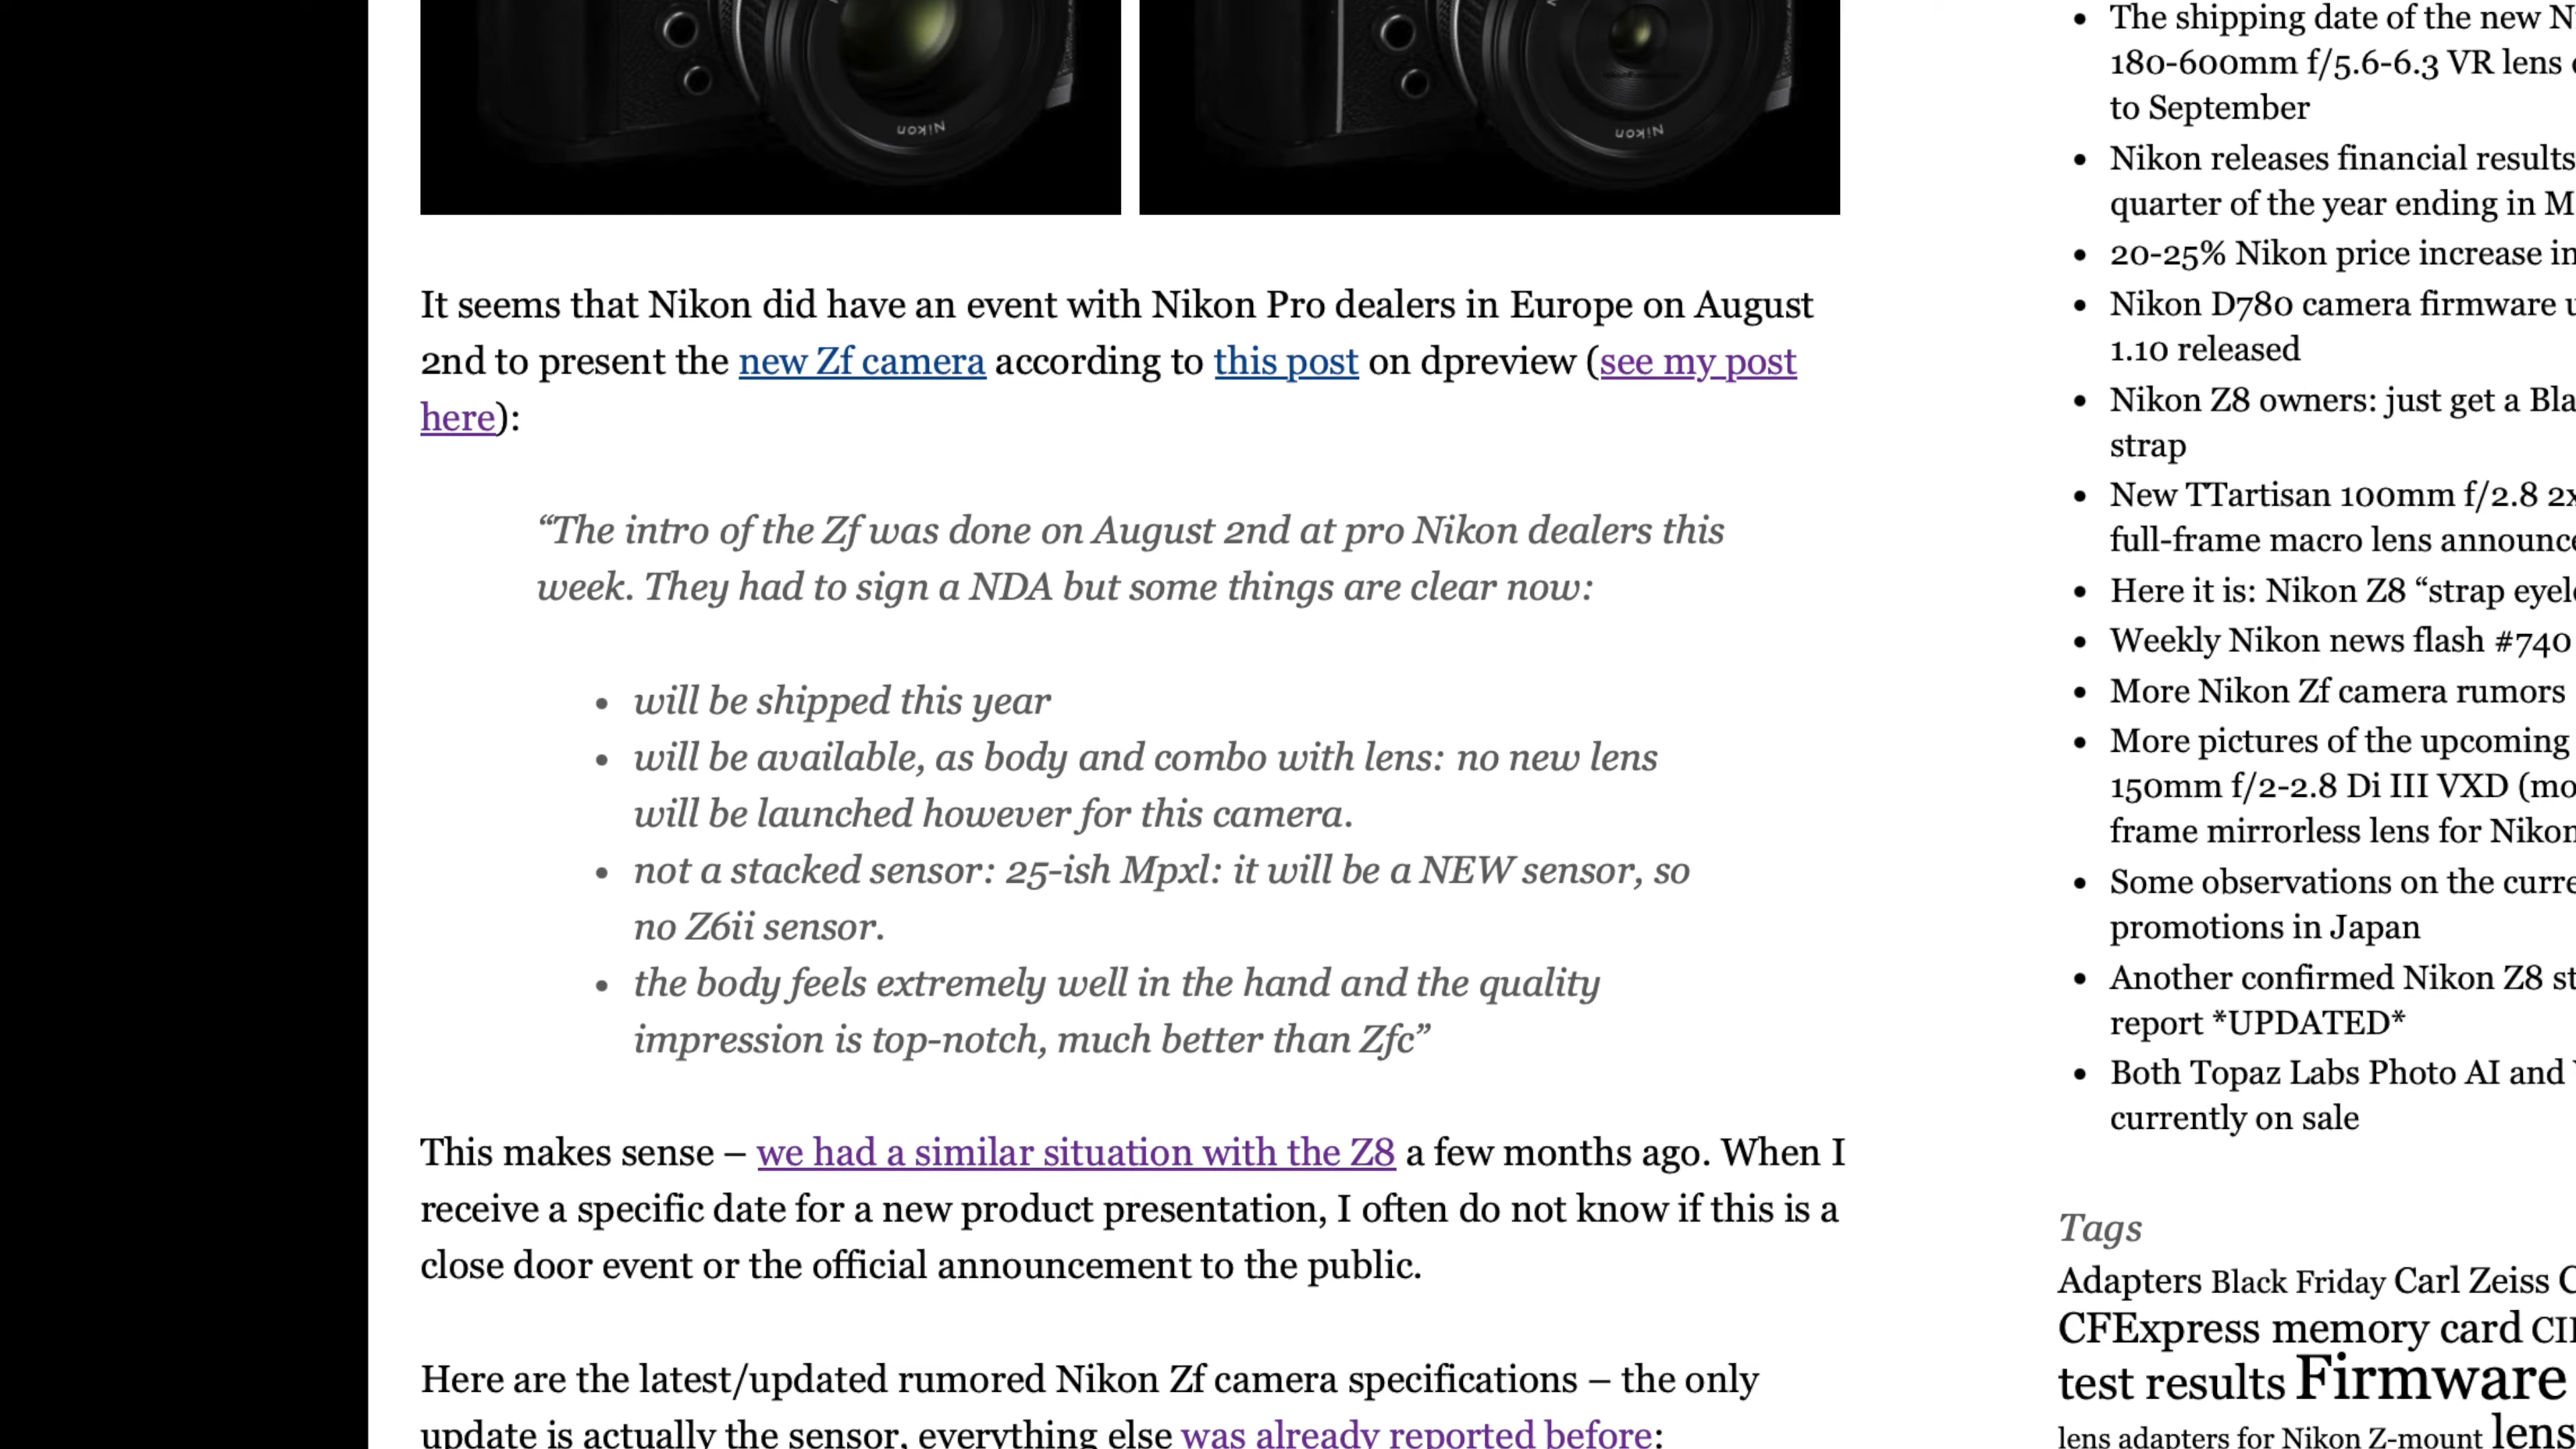 Nikon
Nikon
It seems that Nikon did have an event with Nikon Pro dealers in Europe on August
2nd to present the new Zf camera according to this post on dpreview (see my post
here):
“The intro of the Zf was done on August 2nd at pro Nikon dealers this
week. They had to sign a NDA but some things are clear now:
• will be shipped this year
• will be available, as body and combo with lens: no new lens
will be launched however for this camera.
• not a stacked sensor: 25-ish Mpxl: it will be a NEW sensor, so
no Z6ii sensor.
• the body feels extremely well in the hand and the quality
impression is top-notch, much better than Zfc”
This makes sense – we had a similar situation with the Z8 a few months ago. When I
receive a specific date for a new product presentation, I often do not know if this is a
close door event or the official announcement to the public.
Here are the latest/updated rumored Nikon Zf camera specifications – the only
update is actually the sensor, everything else was already reported before:
• The shipping date of the new
180-600mm f/5.6-6.3 VR lens
to September
• Nikon releases financial results
quarter of the year ending in
• 20-25% Nikon price increase in
• Nikon D780 camera firmware
1.10 released
• Nikon Z8 owners: just get a
strap
• New TTartisan 100mm f/2.8 2x
full-frame macro lens
• Here it is: Nikon Z8 “strap
• Weekly Nikon news flash #740
• More Nikon Zf camera rumors
• More pictures of the upcoming
150mm f/2-2.8 Di III VXD
frame mirrorless lens for Nikon
• Some observations on the
promotions in Japan
• Another confirmed Nikon Z8
report *UPDATED*
• Both Topaz Labs Photo AI and
currently on sale
Tags
Adapters Black Friday Carl Zeiss
CFExpress memory card
test results Firmware
lens adapters for Nikon Z-mount lens